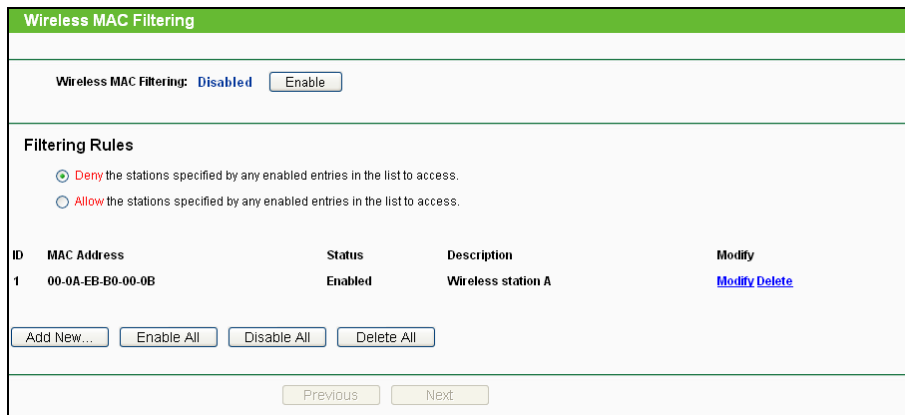 Wireless MAC Filtering
Wireless MAC Filtering: Disabled Enable
Filtering Rules
Deny the stations specified by any enabled entries in the list to access.
Allow the stations specified by any enabled entries in the list to access.
ID MAC Address Status Description Modify
1 00-0A-EB-B0-00-0B Enabled Wireless station A Modify Delete
Add New... Enable All Disable All Delete All
Previous Next